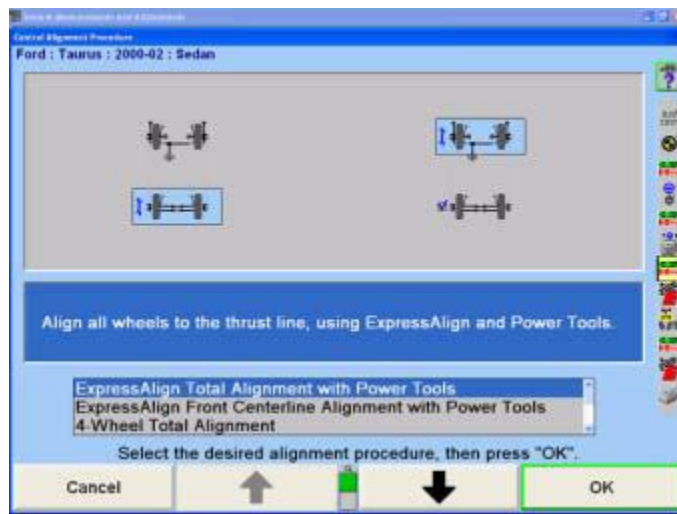 Control Alignment Procedure
Ford : Taurus : 2000-02 : Sedan
Align all wheels to the thrust line, using ExpressAlign and Power Tools.
ExpressAlign Total Alignment with Power Tools
ExpressAlign Front Centerline Alignment with Power Tools
4-Wheel Total Alignment
Select the desired alignment procedure, then press "OK".
Cancel
OK